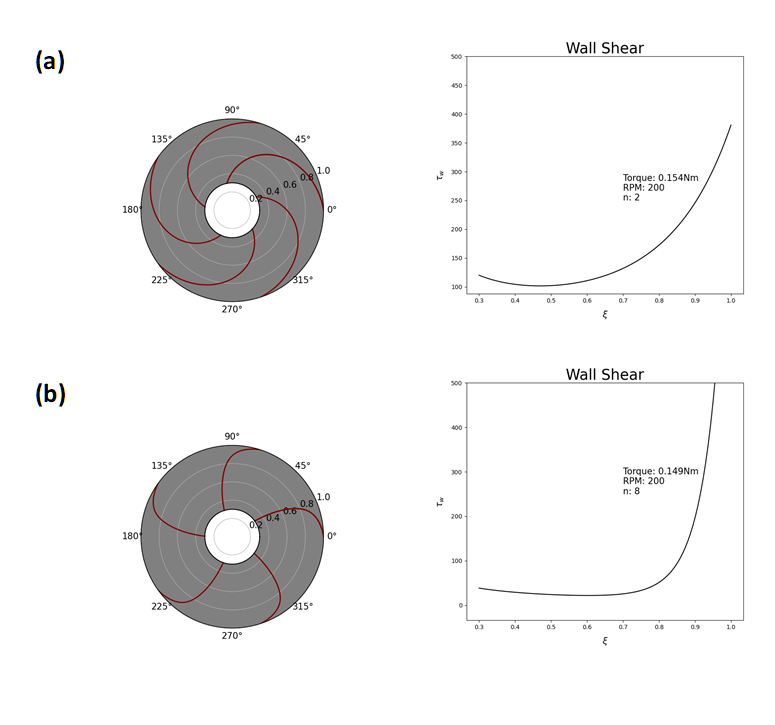 (a)
90°
135°
45°
180°
0°
225°
315°
270°
0.2
0.4
0.6
0.8
1.0
Wall Shear
500
450
400
350
300
250
200
150
100
τw
Torque: 0.154Nm
RPM: 200
n: 2
0.3 0.4 0.5 0.6 0.7 0.8 0.9 1.0
ξ
(b)
90°
135°
45°
180°
0°
225°
315°
270°
0.2
0.4
0.6
0.8
1.0
Wall Shear
500
400
300
200
100
0
τw
Torque: 0.149Nm
RPM: 200
n: 8
0.3 0.4 0.5 0.6 0.7 0.8 0.9 1.0
ξ